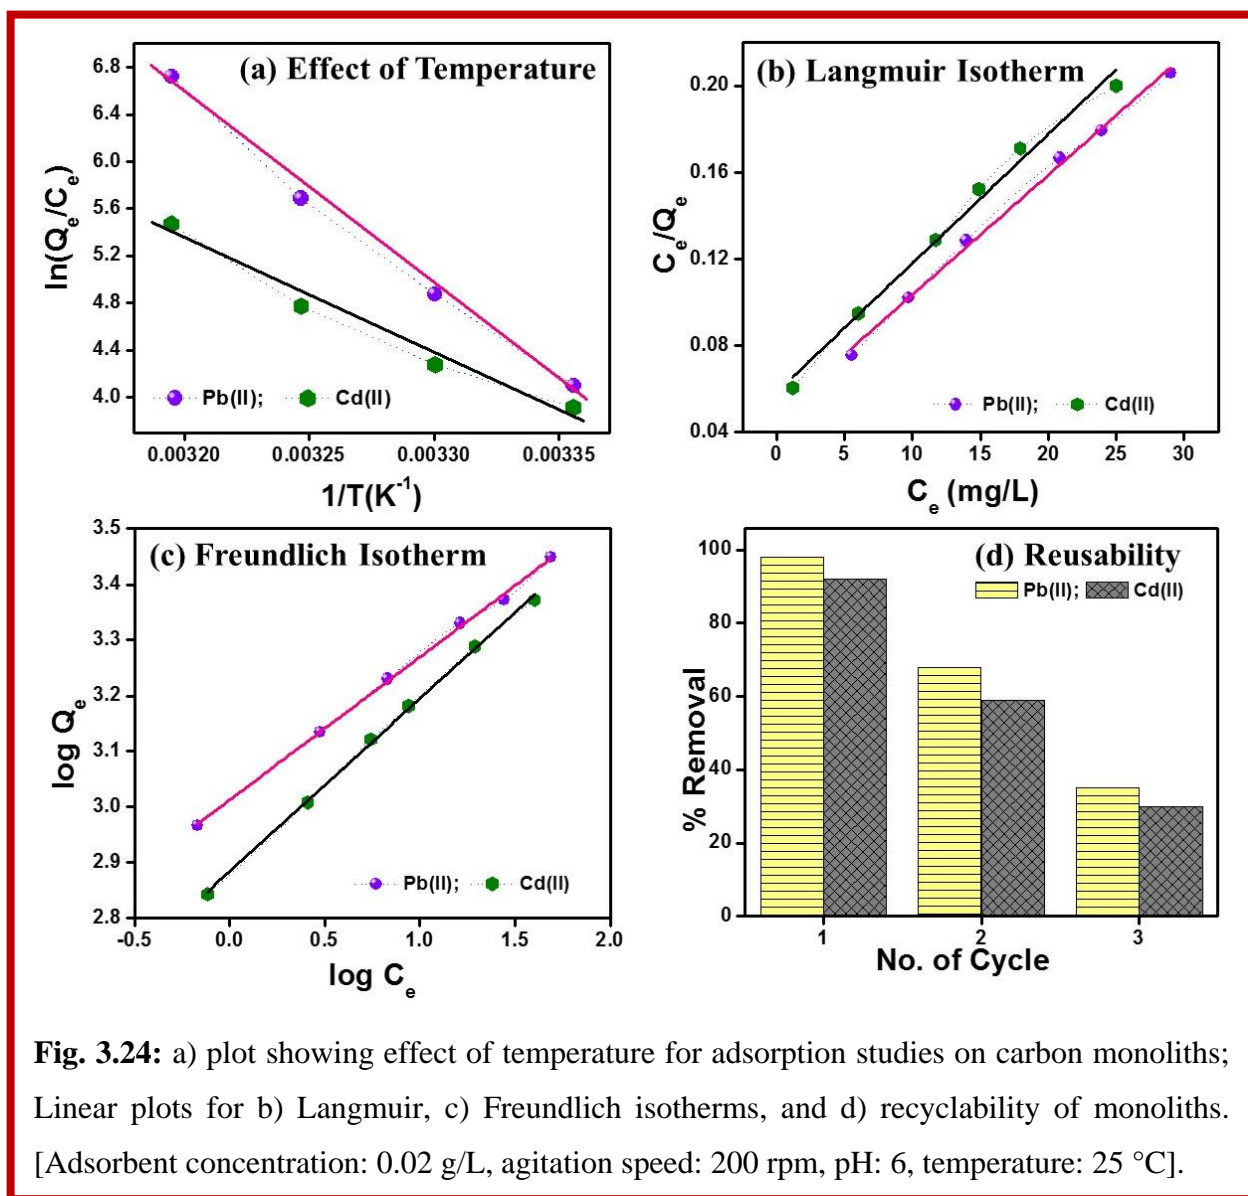 (a) Effect of Temperature
ln(Qe/Ce)
6.8
6.4
6.0
5.6
5.2
4.8
4.4
4.0
Pb(II); Cd(II)
0.00320 0.00325 0.00330 0.00335
1/T(K-1)
(b) Langmuir Isotherm
Ce/Qe
0.20
0.16
0.12
0.08
0.04
Pb(II); Cd(II)
0 5 10 15 20 25 30
Ce (mg/L)
(c) Freundlich Isotherm
log Qe
3.5
3.4
3.3
3.2
3.1
3.0
2.9
2.8
Pb(II); Cd(II)
-0.5 0.0 0.5 1.0 1.5 2.0
log Ce
(d) Reusability
Pb(II); Cd(II)
% Removal
100
80
60
40
20
0
1 2 3
No. of Cycle
Fig. 3.24: a) plot showing effect of temperature for adsorption studies on carbon monoliths;
Linear plots for b) Langmuir, c) Freundlich isotherms, and d) recyclability of monoliths.
[Adsorbent concentration: 0.02 g/L, agitation speed: 200 rpm, pH: 6, temperature: 25 °C].